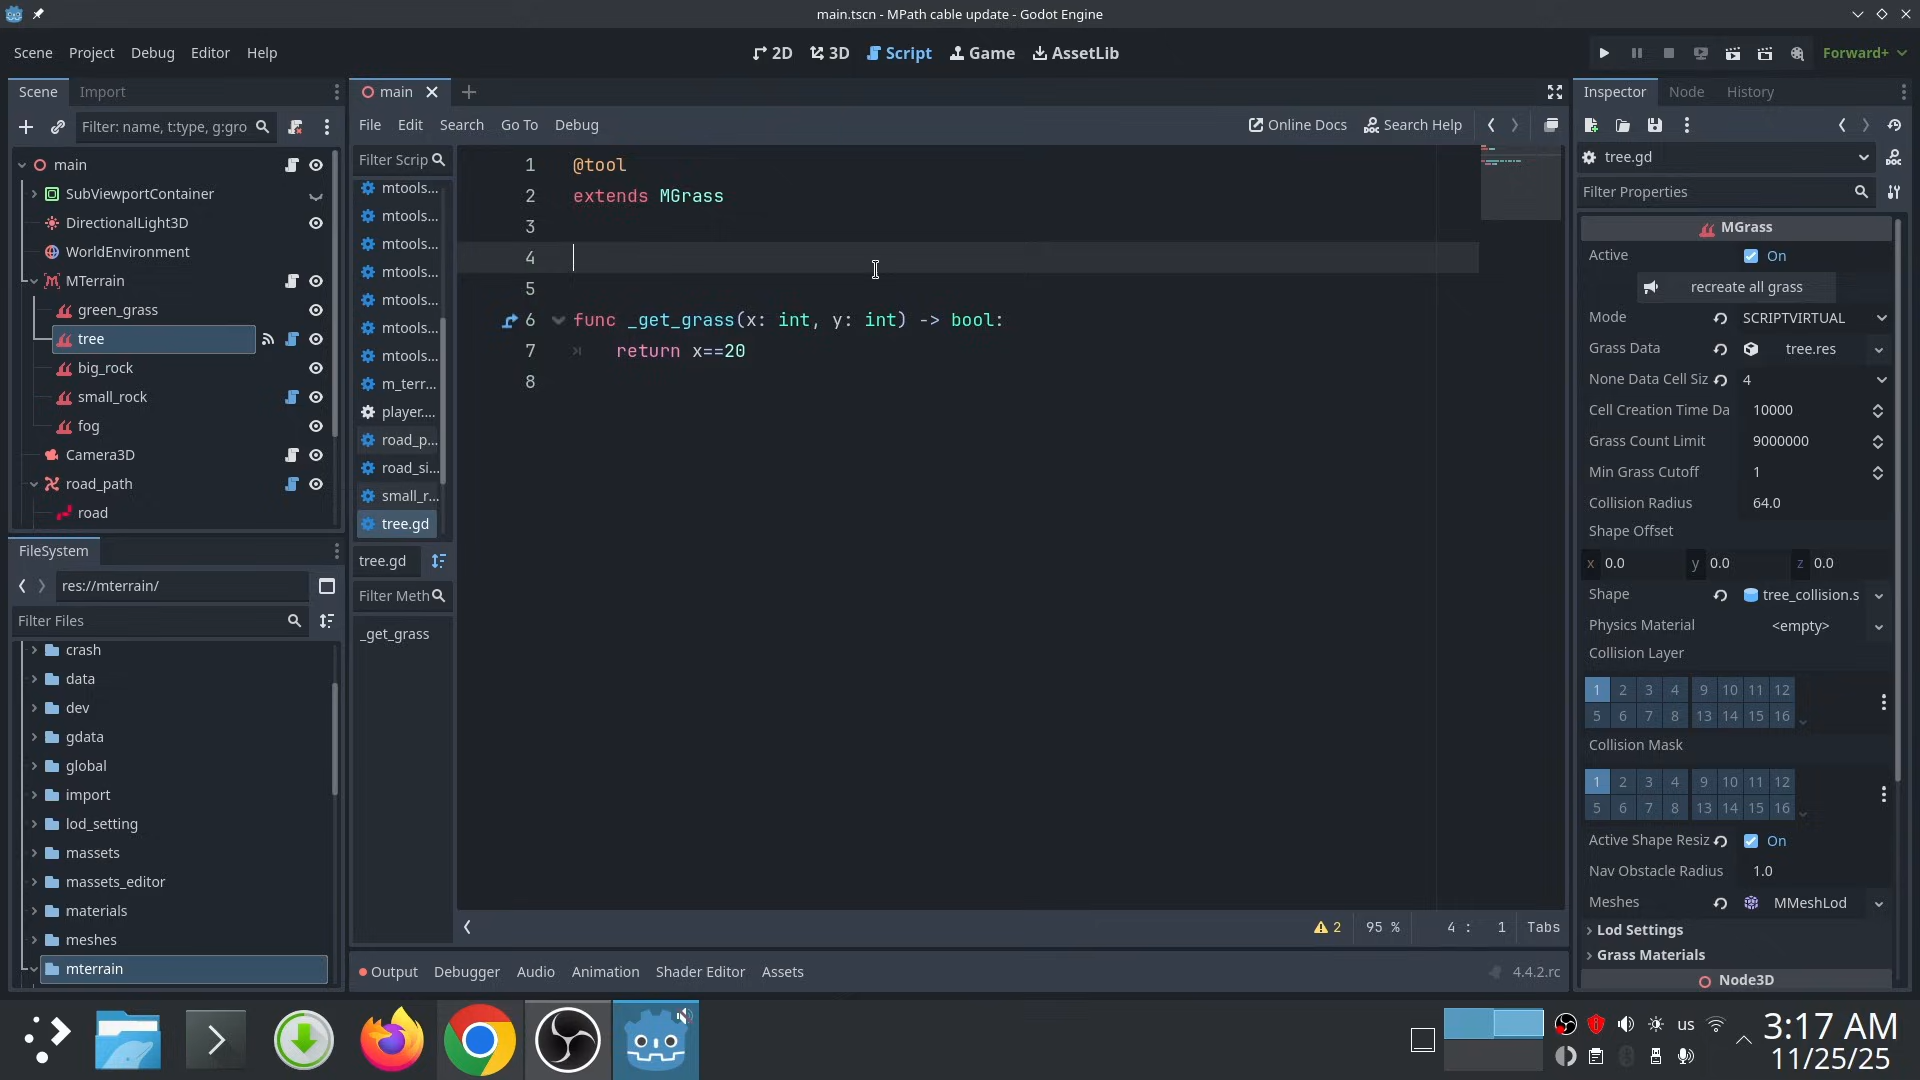 main.tscn - MPath cable update - Godot Engine
Scene Project Debug Editor Help
2D 3D Script Game AssetLib
Forward+
Scene Import
Filter: name, t:type, g:gro
main
SubViewportContainer
DirectionalLight3D
WorldEnvironment
MTerrain
green_grass
tree
big_rock
small_rock
fog
Camera3D
road_path
road
FileSystem
res://mterrain/
Filter Files
crash
data
dev
gdata
global
import
lod_setting
massets
massets_editor
materials
meshes
mterrain
main
File Edit Search Go To Debug
Online Docs Search Help
Filter Scrip
mtools...
mtools...
mtools...
mtools...
mtools...
mtools...
mtools...
m_terr...
player....
road_p...
road_si...
small_r...
tree.gd
tree.gd
Filter Meth
_get_grass
1 @tool
2 extends MGrass
3
4
5
6 func _get_grass(x: int, y: int) -> bool:
7 return x==20
8
2 95 % 4 : 1 Tabs
Output Debugger Audio Animation Shader Editor Assets
4.4.2.rc
Inspector Node History
tree.gd
Filter Properties
MGrass
Active On
recreate all grass
Mode SCRIPTVIRTUAL
Grass Data tree.res
None Data Cell Siz 4
Cell Creation Time Da 10000
Grass Count Limit 9000000
Min Grass Cutoff 1
Collision Radius 64.0
Shape Offset
x 0.0 y 0.0 z 0.0
Shape tree_collision.s
Physics Material <empty>
Collision Layer
1 2 3 4 9 10 11 12
5 6 7 8 13 14 15 16
Collision Mask
1 2 3 4 9 10 11 12
5 6 7 8 13 14 15 16
Active Shape Resiz On
Nav Obstacle Radius 1.0
Meshes MMeshLod
Lod Settings
Grass Materials
Node3D
us
3:17 AM
11/25/25